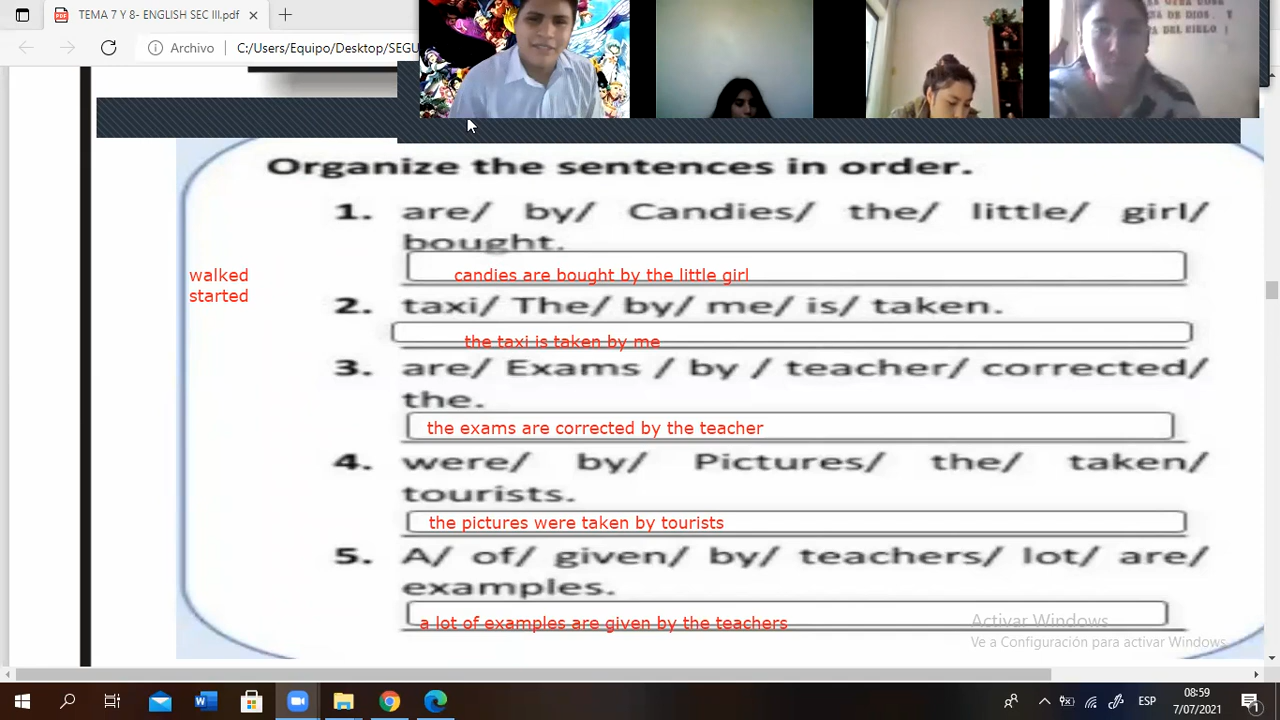 TEMA 7 Y 8- ENGLISH SEC III.pdf
Archivo C:/Users/Equipo/Desktop/SEGU
DE DIOS. Y
DEL CIELO
Organize the sentences in order.
1. are/ by/ Candies/ the/ little/ girl/
bought.
candies are bought by the little girl
walked
started
2. taxi/ The/ by/ me/ is/ taken.
the taxi is taken by me
3. are/ Exams / by / teacher/ corrected/
the.
the exams are corrected by the teacher
4. were/ by/ Pictures/ the/ taken/
tourists.
the pictures were taken by tourists
5. A/ of/ given/ by/ teachers/ lot/ are/
examples.
a lot of examples are given by the teachers
Activar Windows
Ve a Configuración para activar Windows.
ESP
08:59
7/07/2021
1